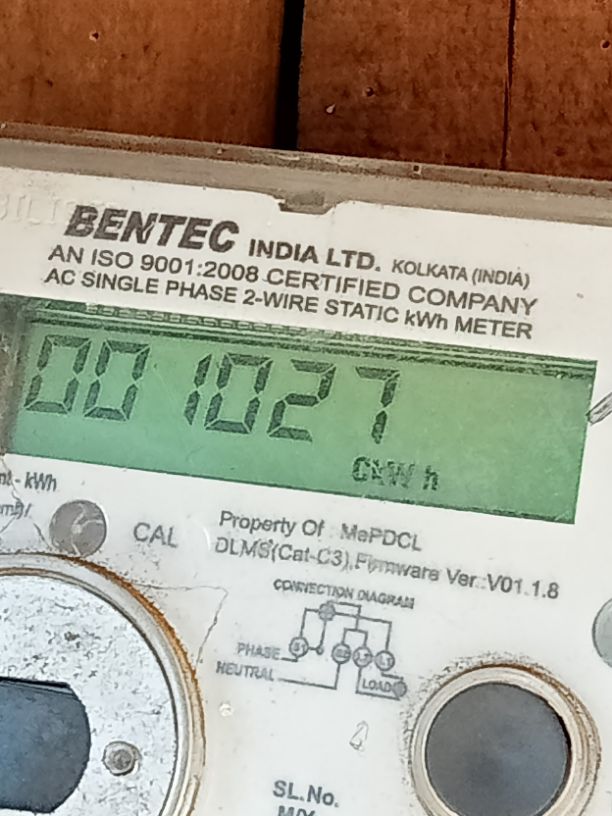 BENTEC INDIA LTD. KOLKATA (INDIA)
AN ISO 9001:2008 CERTIFIED COMPANY
AC SINGLE PHASE 2-WIRE STATIC kWh METER
001027
CkWh
- kWh
CAL
Property Of : MePDCL
DLMS(Cat-C3),Firmware Ver.:V01.1.8
CONNECTION DIAGRAM
PHASE
NEUTRAL
LOAD
SL.No.